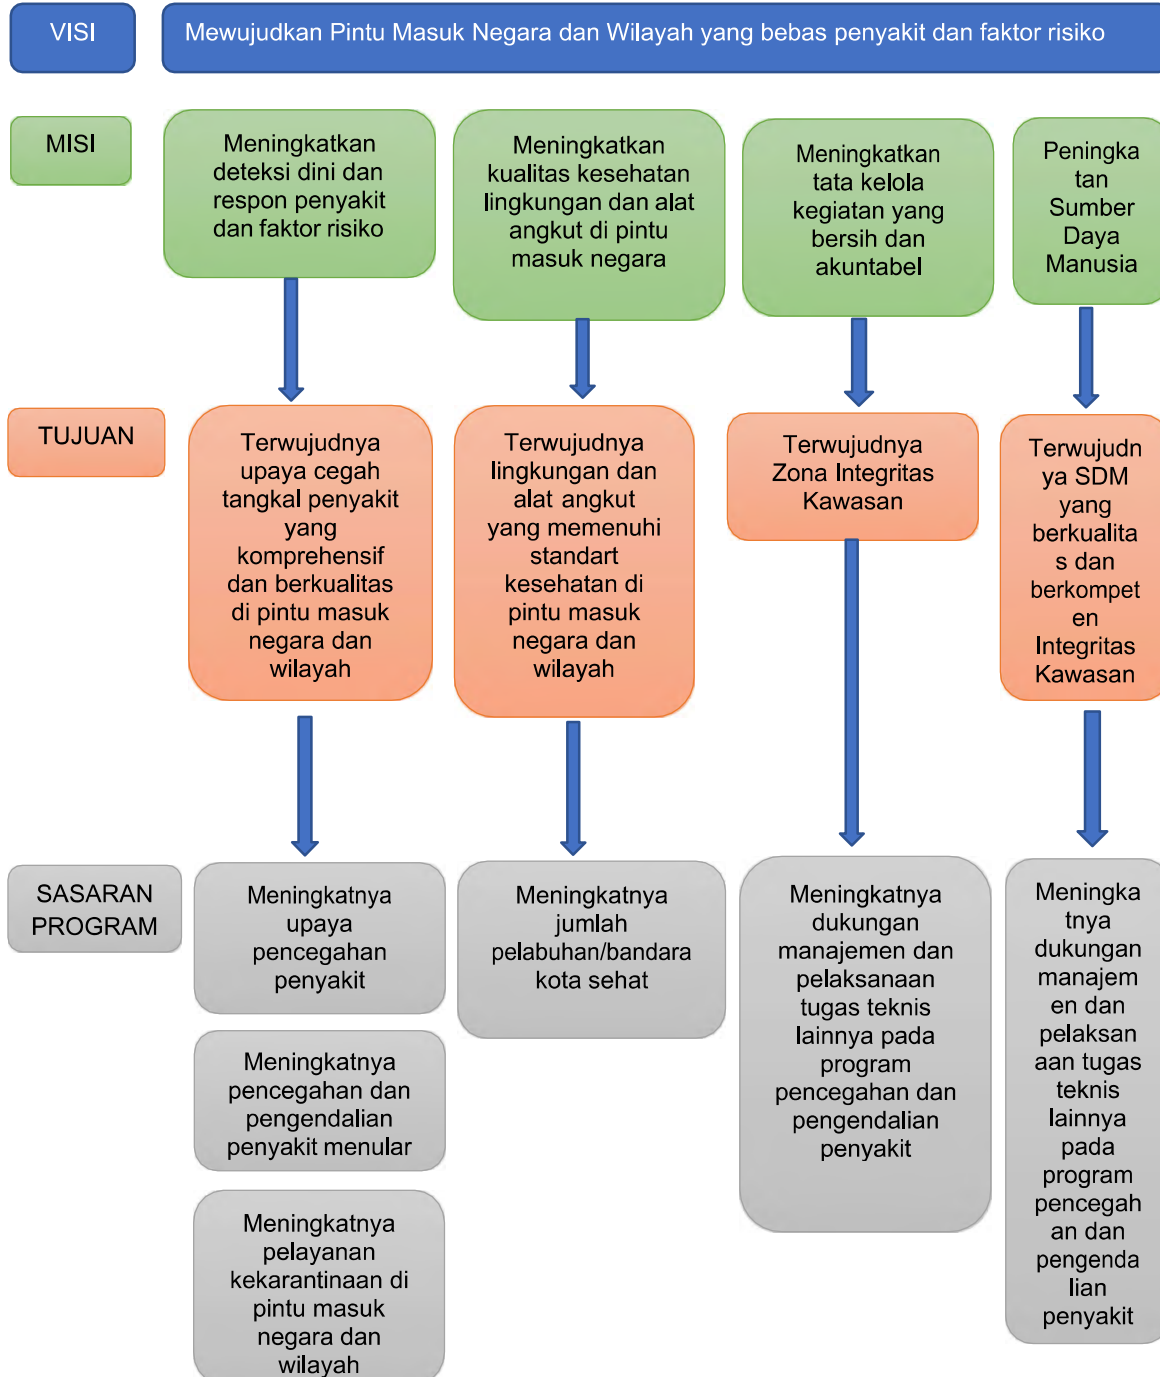 VISI
Mewujudkan Pintu Masuk Negara dan Wilayah yang bebas penyakit dan faktor risiko
MISI
Meningkatkan
deteksi dini dan
respon penyakit
dan faktor risiko
Meningkatkan
kualitas kesehatan
lingkungan dan alat
angkut di pintu
masuk negara
Meningkatkan
tata kelola
kegiatan yang
bersih dan
akuntabel
Peningka
tan
Sumber
Daya
Manusia
TUJUAN
Terwujudnya
upaya cegah
tangkal penyakit
yang
komprehensif
dan berkualitas
di pintu masuk
negara dan
wilayah
Terwujudnya
lingkungan dan
alat angkut
yang memenuhi
standart
kesehatan di
pintu masuk
negara dan
wilayah
Terwujudnya
Zona Integritas
Kawasan
Terwujudn
ya SDM
yang
berkualita
s dan
berkompet
en
Integritas
Kawasan
SASARAN
PROGRAM
Meningkatnya
upaya
pencegahan
penyakit
Meningkatnya
pencegahan dan
pengendalian
penyakit menular
Meningkatnya
pelayanan
kekarantinaan di
pintu masuk
negara dan
wilayah
Meningkatnya
jumlah
pelabuhan/bandara
kota sehat
Meningkatnya
dukungan
manajemen dan
pelaksanaan
tugas teknis
lainnya pada
program
pencegahan dan
pengendalian
penyakit
Meningka
tnya
dukungan
manajem
en dan
pelaksan
aan tugas
teknis
lainnya
pada
program
pencegah
an dan
pengenda
lian
penyakit